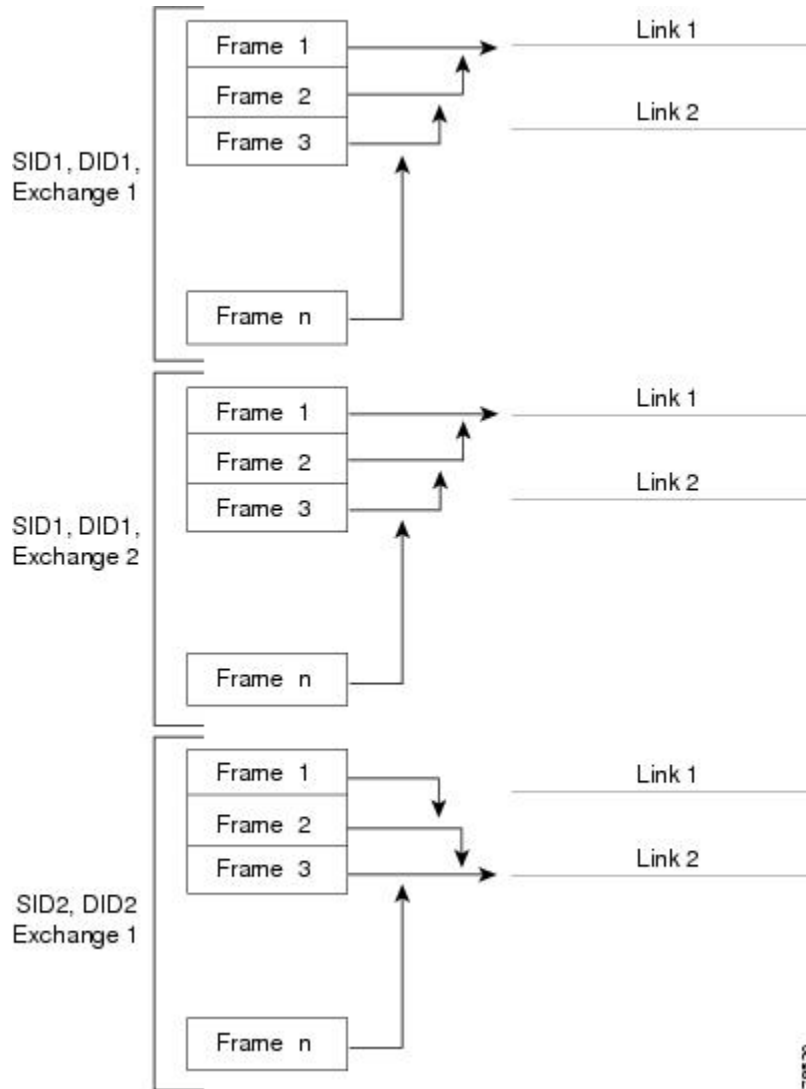 Frame 1
Link 1
Frame 2
Link 2
Frame 3
SID1, DID1,
Exchange 1
Frame n
Frame 1
Link 1
Frame 2
Link 2
Frame 3
SID1, DID1,
Exchange 2
Frame n
Frame 1
Link 1
Frame 2
Frame 3
Link 2
SID2, DID2
Exchange 1
Frame n